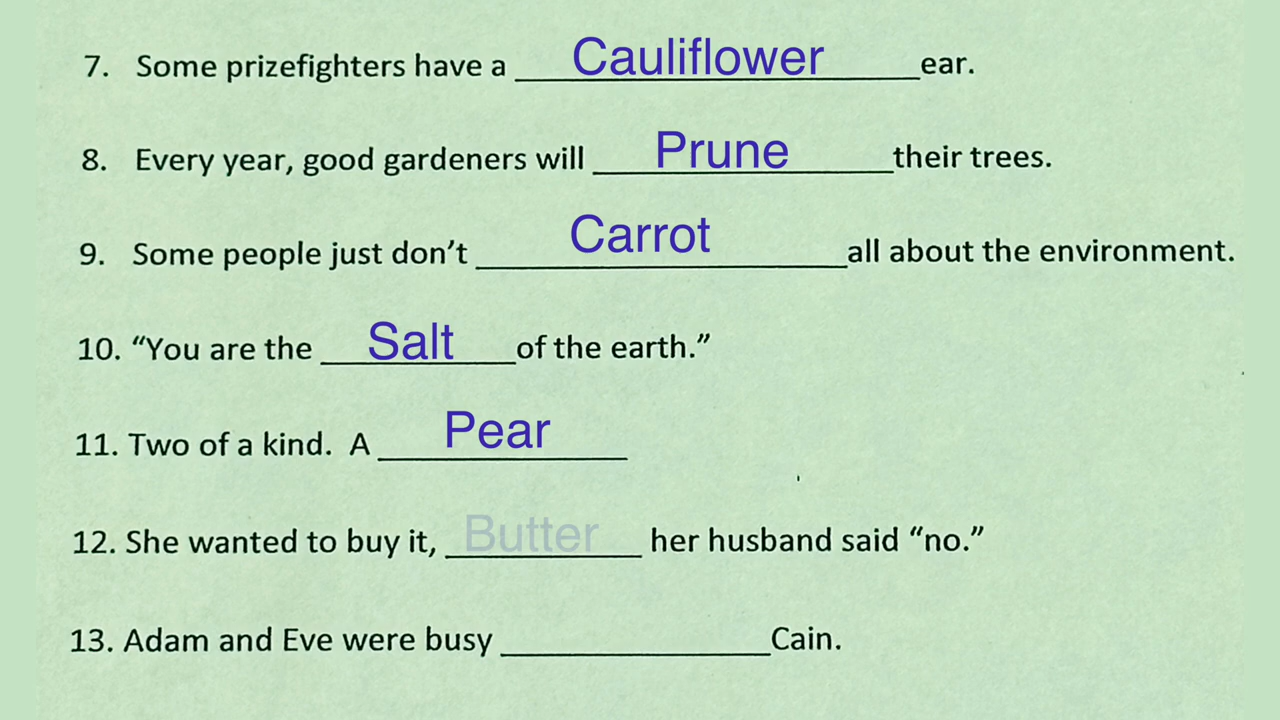 7. Some prizefighters have a Cauliflower ear.
8. Every year, good gardeners will Prune their trees.
9. Some people just don’t Carrot all about the environment.
10. “You are the Salt of the earth.”
11. Two of a kind. A Pear
12. She wanted to buy it, Butter her husband said “no.”
13. Adam and Eve were busy ____________ Cain.